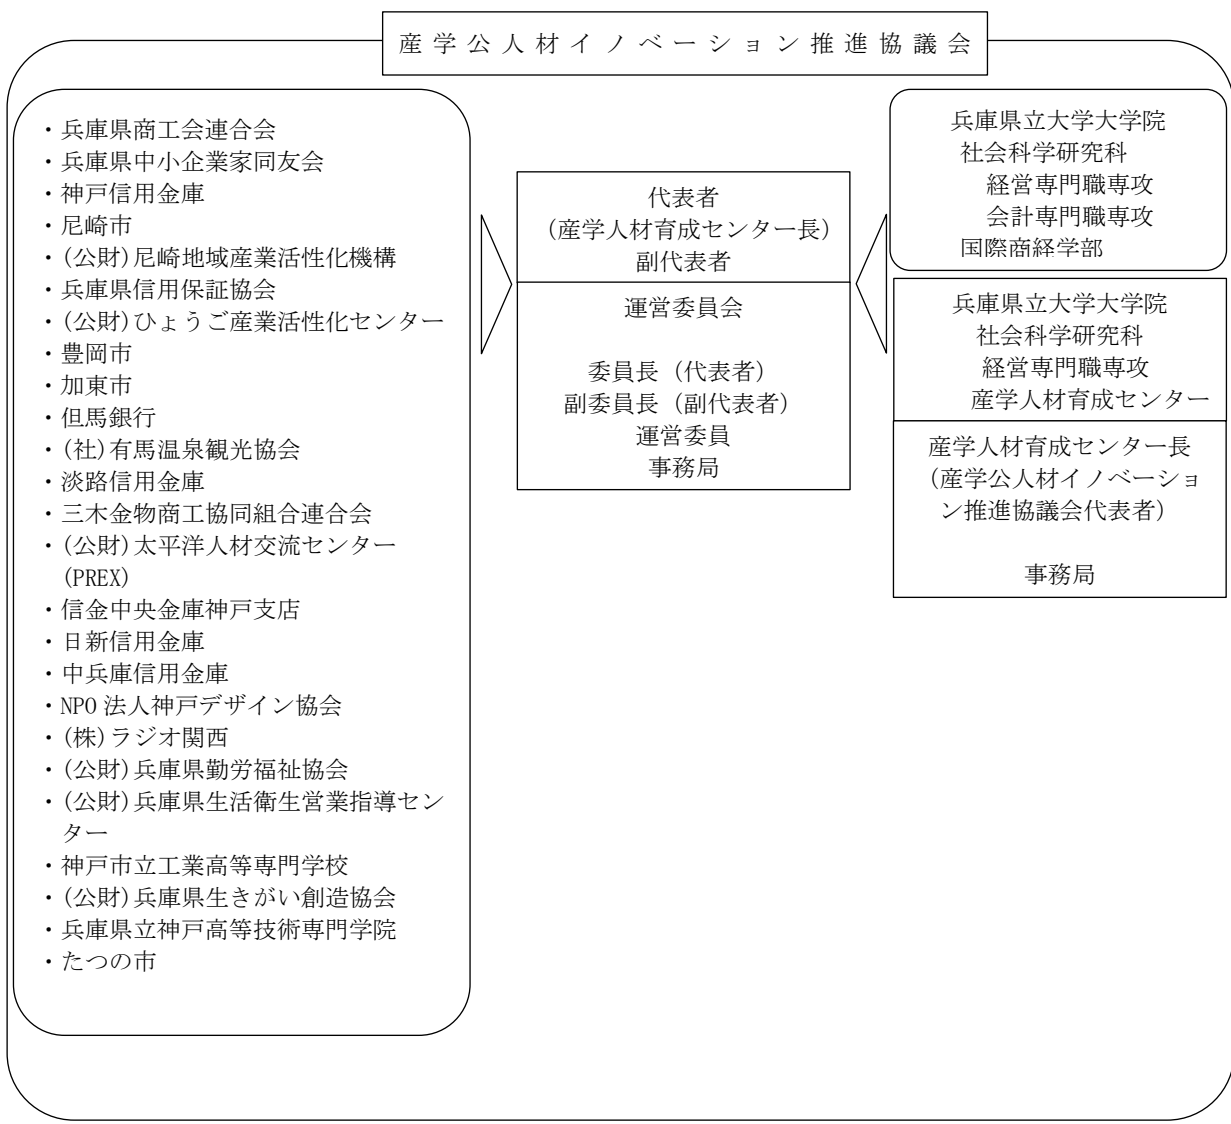 産学公人材イノベーション推進協議会
・兵庫県商工会連合会
・兵庫県中小企業家同友会
・神戸信用金庫
・尼崎市
・(公財)尼崎地域産業活性化機構
・兵庫県信用保証協会
・(公財)ひょうご産業活性化センター
・豊岡市
・加東市
・但馬銀行
・(社)有馬温泉観光協会
・淡路信用金庫
・三木金物商工協同組合連合会
・(公財)太平洋人材交流センター
(PREX)
・信金中央金庫神戸支店
・日新信用金庫
・中兵庫信用金庫
・NPO法人神戸デザイン協会
・(株)ラジオ関西
・(公財)兵庫県勤労福祉協会
・(公財)兵庫県生活衛生営業指導セン
ター
・神戸市立工業高等専門学校
・(公財)兵庫県生きがい創造協会
・兵庫県立神戸高等技術専門学院
・たつの市
代表者
(産学人材育成センター長)
副代表者
運営委員会
委員長（代表者）
副委員長（副代表者）
運営委員
事務局
兵庫県立大学大学院
社会科学研究科
経営専門職専攻
会計専門職専攻
国際商経学部
兵庫県立大学大学院
社会科学研究科
経営専門職専攻
産学人材育成センター
産学人材育成センター長
(産学公人材イノベーショ
ン推進協議会代表者)
事務局